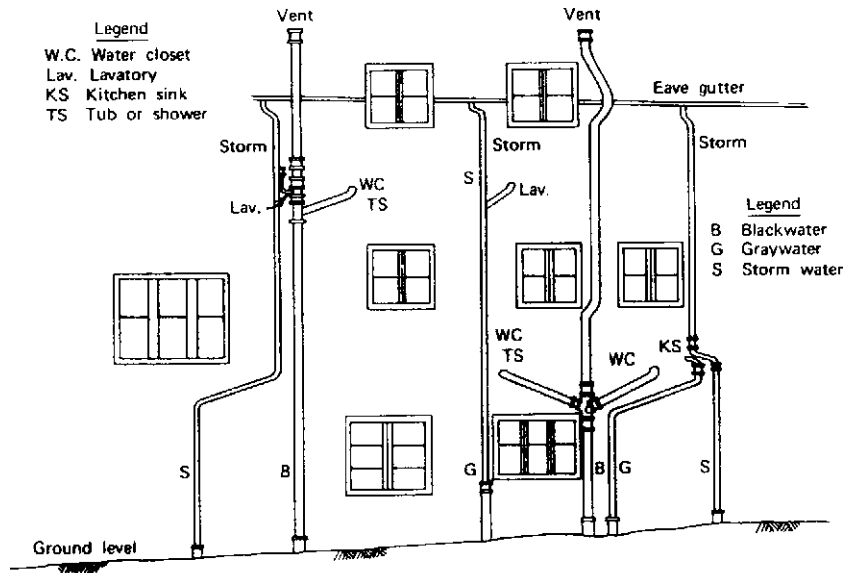 Legend
W.C. Water closet
Lav. Lavatory
KS Kitchen sink
TS Tub or shower
Vent
Vent
Eave gutter
Storm
Storm
Storm
S
WC
TS
Lav.
Lav.
Legend
B Blackwater
G Graywater
S Storm water
WC
TS
WC
KS
S
B
G
B
G
S
Ground level